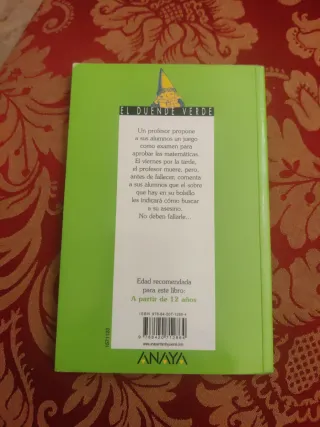 EL DUENDE VERDE
Un profesor propone
a sus alumnos un juego
como examen para
aprobar las matemáticas.
El viernes por la tarde,
el profesor muere, pero,
antes de fallecer, comenta
a sus alumnos que el sobre
que hay en su bolsillo
les indicará cómo buscar
a su asesino.
No deben fallarle...
Edad recomendada
para este libro:
A partir de 12 años
ANAYA